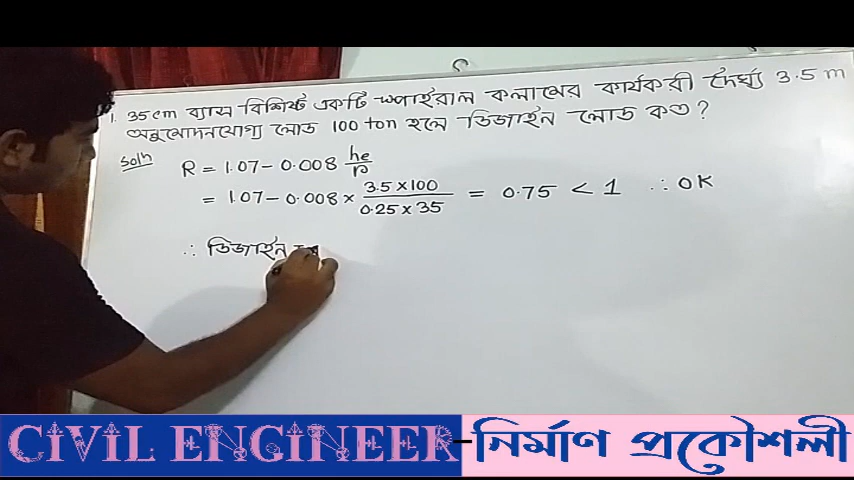 1. 35 cm ব্যাস বিশিষ্ট একটি স্পাইরাল কলামের কার্যকরী দৈর্ঘ্য 3.5 m
অনুমোদনযোগ্য লোড 100 ton হলে ডিজাইন লোড কত ?
Solⁿ
R = 1.07 - 0.008 he/r
= 1.07 - 0.008 × 3.5 × 100/0.25 × 35 = 0.75 < 1 ∴ OK
∴ ডিজাইন
CIVIL ENGINEER-নির্মাণ প্রকৌশলী